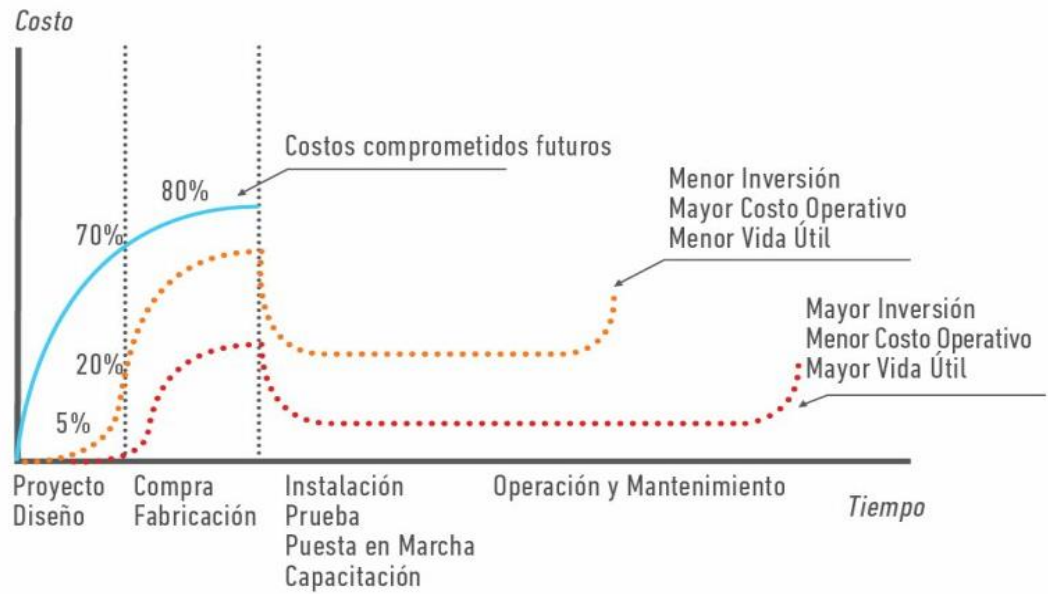 Costo
Costos comprometidos futuros
80%
70%
20%
5%
Menor Inversión
Mayor Costo Operativo
Menor Vida Útil
Mayor Inversión
Menor Costo Operativo
Mayor Vida Útil
Proyecto
Diseño
Compra
Fabricación
Instalación
Prueba
Puesta en Marcha
Capacitación
Operación y Mantenimiento
Tiempo